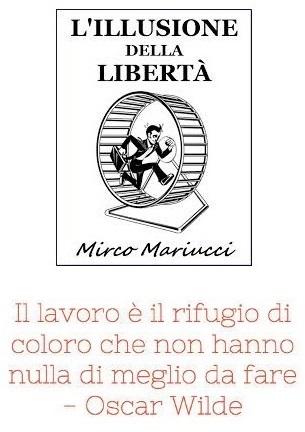 L'ILLUSIONE
DELLA
LIBERTÀ
Mirco Mariucci
Il lavoro è il rifugio di
coloro che non hanno
nulla di meglio da fare
– Oscar Wilde